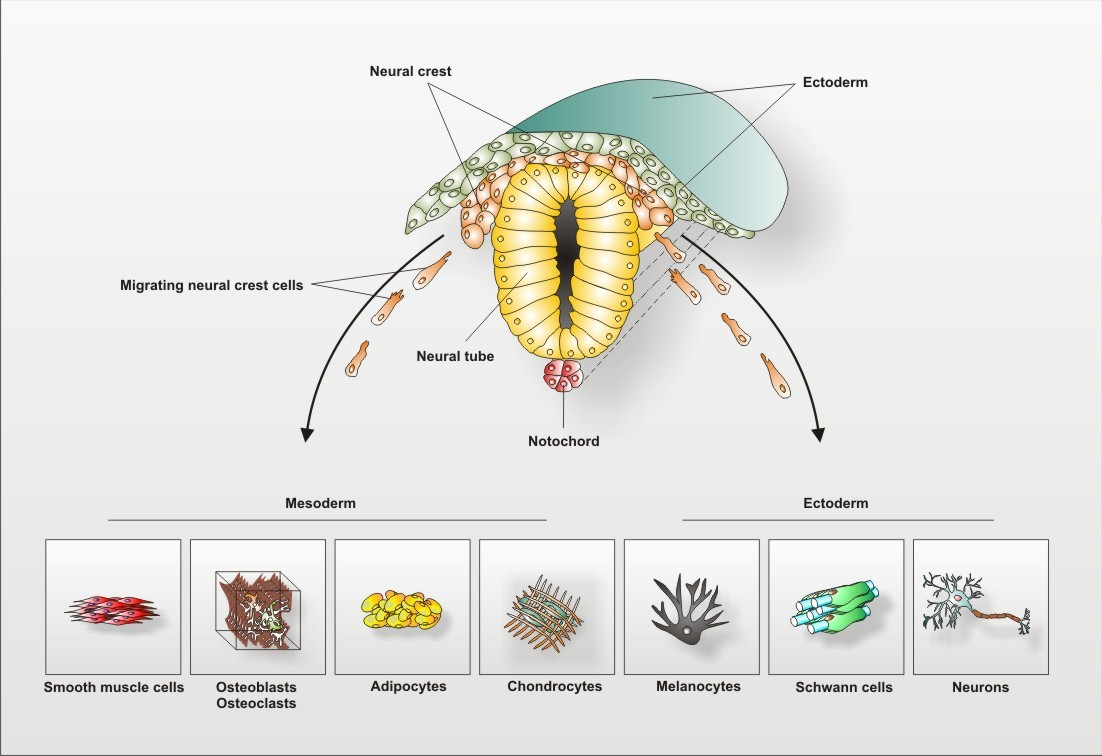 Neural crest
Ectoderm
Migrating neural crest cells
Neural tube
Notochord
Mesoderm
Ectoderm
Smooth muscle cells
Osteoblasts
Osteoclasts
Adipocytes
Chondrocytes
Melanocytes
Schwann cells
Neurons